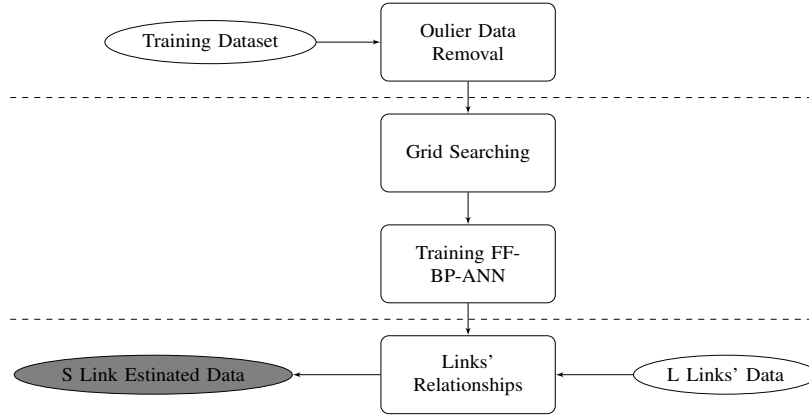 Training Dataset
Oulier Data
Removal
Grid Searching
Training FF-
BP-ANN
S Link Estinated Data
Links'
Relationships
L Links' Data